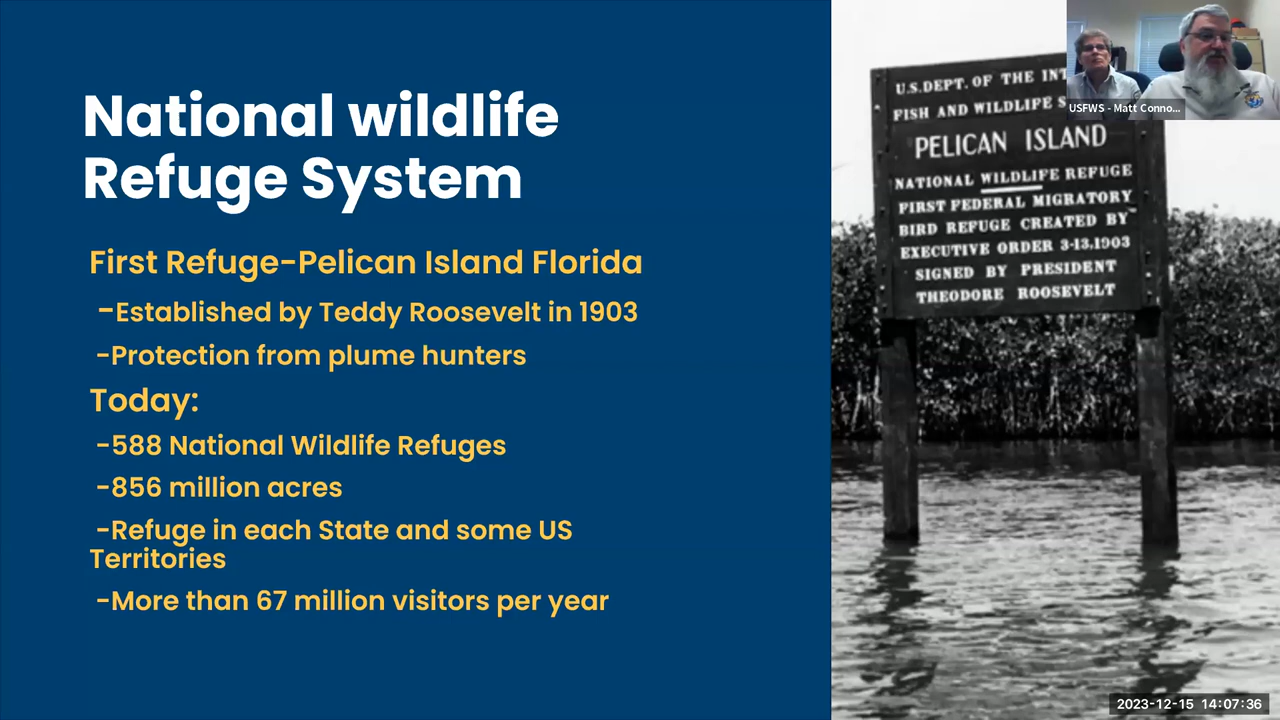 National wildlife
Refuge System
First Refuge-Pelican Island Florida
-Established by Teddy Roosevelt in 1903
-Protection from plume hunters
Today:
-588 National Wildlife Refuges
-856 million acres
-Refuge in each State and some US
Territories
-More than 67 million visitors per year
U.S.DEPT. OF THE INT
FISH AND WILDLIFE S
PELICAN ISLAND
NATIONAL WILDLIFE REFUGE
FIRST FEDERAL MIGRATORY
BIRD REFUGE CREATED BY
EXECUTIVE ORDER 3-13.1903
SIGNED BY PRESIDENT
THEODORE ROOSEVELT
USFWS - Matt Conno...
2023-12-15 14:07:36